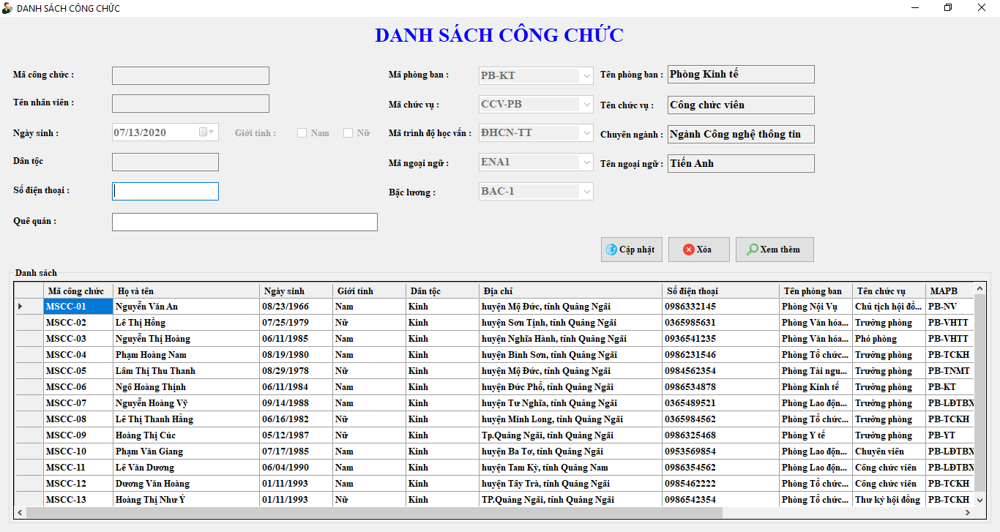 DANH SÁCH CÔNG CHỨC
DANH SÁCH CÔNG CHỨC
Mã công chức : Mã phòng ban : PB-KT Tên phòng ban : Phòng Kinh tế
Tên nhân viên : Mã chức vụ : CCV-PB Tên chức vụ : Công chức viên
Ngày sinh : 07/13/2020 Giới tính : Nam Nữ Mã trình độ học vấn : ĐHCN-TT Chuyên ngành : Ngành Công nghệ thông tin
Dân tộc Mã ngoại ngữ : ENA1 Tên ngoại ngữ : Tiến Anh
Số điện thoại : Bậc lương : BAC-1
Quê quán :
Cập nhật Xóa Xem thêm
Danh sách
Mã công chức Họ và tên Ngày sinh Giới tính Dân tộc Địa chỉ Số điện thoại Tên phòng ban Tên chức vụ MAPB
MSCC-01 Nguyễn Văn An 08/23/1966 Nam Kinh huyện Mộ Đức, tỉnh Quảng Ngãi 0986332145 Phòng Nội Vụ Chủ tịch hội đồ... PB-NV
MSCC-02 Lê Thị Hồng 07/25/1979 Nữ Kinh huyện Sơn Tịnh, tỉnh Quảng Ngãi 0365985631 Phòng Văn hóa... Trưởng phòng PB-VHTT
MSCC-03 Nguyễn Thị Hoàng 06/11/1985 Nam Kinh huyện Nghĩa Hành, tỉnh Quảng Ngãi 0936541235 Phòng Văn hóa... Phó phòng PB-VHTT
MSCC-04 Phạm Hoàng Nam 08/19/1980 Nam Kinh huyện Bình Sơn, tỉnh Quảng Ngãi 0986231546 Phòng Tổ chức... Trưởng phòng PB-TCKH
MSCC-05 Lâm Thị Thu Thanh 08/29/1978 Nữ Kinh huyện Mộ Đức, tỉnh Quảng Ngãi 0984562354 Phòng Tài ngu... Trưởng phòng PB-TNMT
MSCC-06 Ngô Hoàng Thịnh 06/11/1984 Nam Kinh huyện Đức Phổ, tỉnh Quảng Ngãi 0986534878 Phòng Kinh tế Trưởng phòng PB-KT
MSCC-07 Nguyễn Hoàng Vỹ 09/14/1988 Nam Kinh huyện Tư Nghĩa, tỉnh Quảng Ngãi 0365489521 Phòng Lao độn... Trưởng phòng PB-LĐTBX
MSCC-08 Lê Thị Thanh Hằng 06/16/1982 Nữ Kinh huyện Minh Long, tỉnh Quảng Ngãi 0365984562 Phòng Tổ chức... Trưởng phòng PB-TCKH
MSCC-09 Hoàng Thị Cúc 05/12/1987 Nữ Kinh Tp.Quảng Ngãi, tỉnh Quảng Ngãi 0986325468 Phòng Y tế Trưởng phòng PB-YT
MSCC-10 Phạm Văn Giang 07/17/1985 Nam Kinh huyện Ba Tơ, tỉnh Quảng Ngãi 0953569854 Phòng Lao độn... Chuyên viên PB-LĐTBX
MSCC-11 Lê Văn Dương 06/04/1990 Nam Kinh huyện Tam Kỳ, tỉnh Quảng Nam 0986354562 Phòng Lao độn... Công chức viên PB-LĐTBX
MSCC-12 Dương Văn Hoàng 01/11/1993 Nam Kinh huyện Tây Trà, tỉnh Quảng Ngãi 0985462222 Phòng Tổ chức... Công chức viên PB-TCKH
MSCC-13 Hoàng Thị Như Ý 01/11/1993 Nữ Kinh TP.Quảng Ngãi, tỉnh Quảng Ngãi 0986542354 Phòng Tổ chức... Thư ký hội đồng PB-TCKH